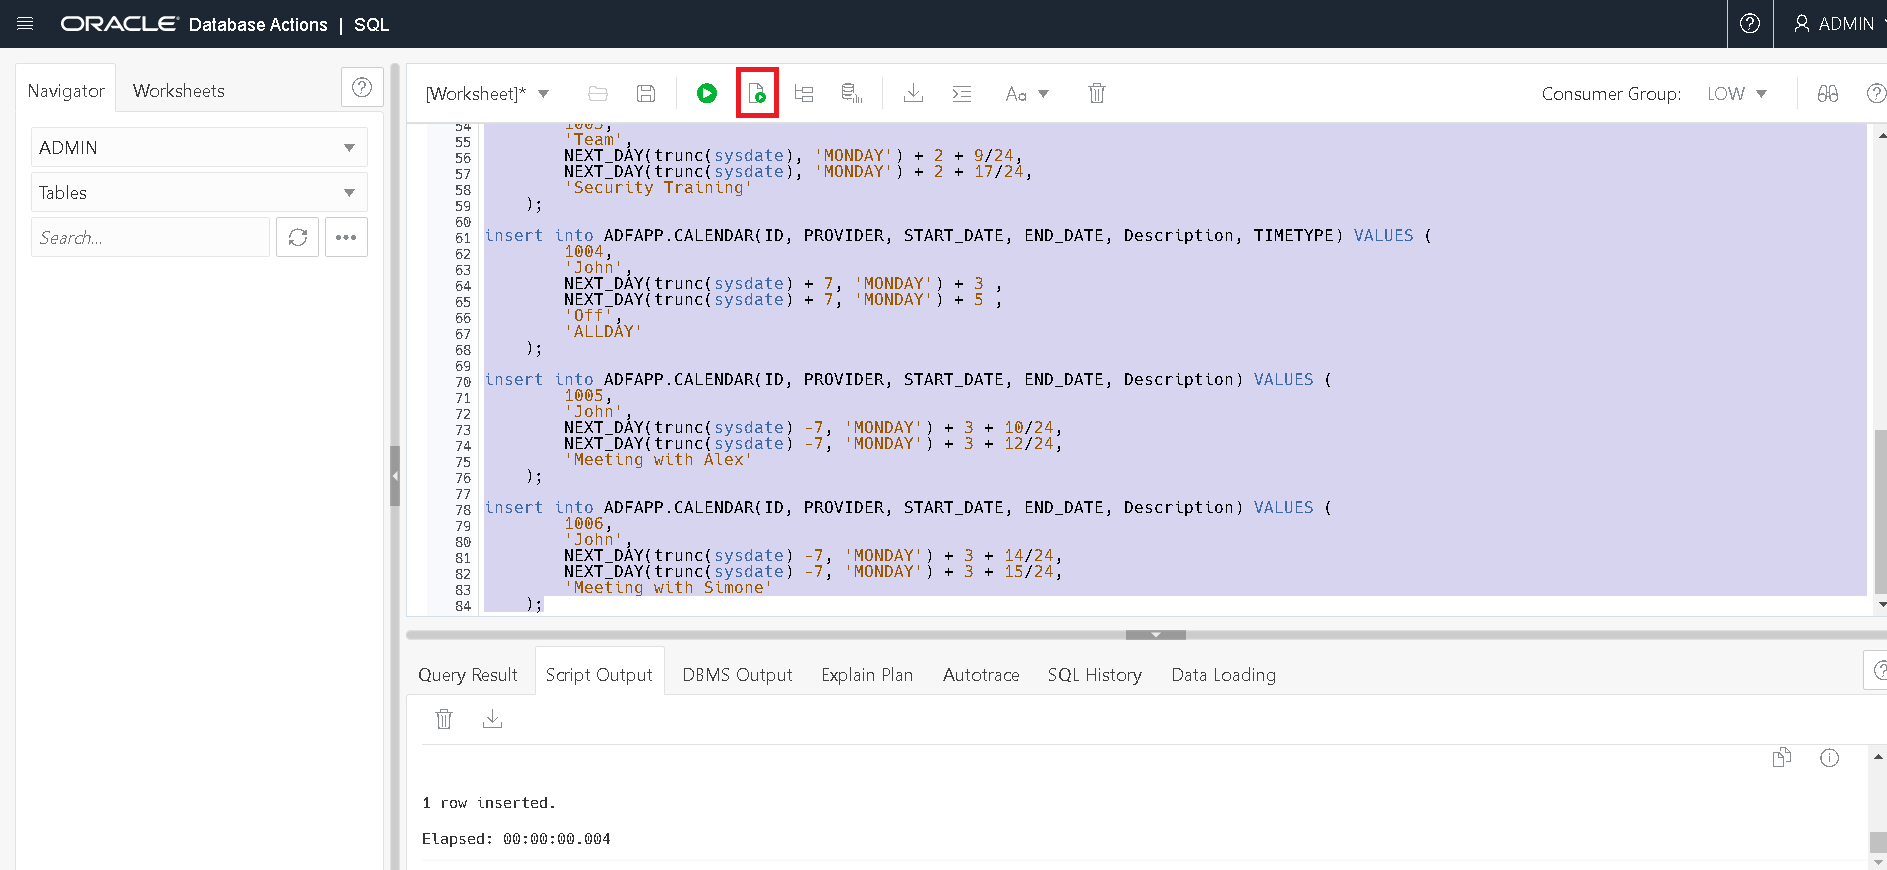 ORACLE Database Actions | SQL
ADMIN
Navigator
Worksheets
[Worksheet]*
Aa
Consumer Group:
LOW
ADMIN
Tables
Search...
54 1003,
55 'Team',
56 NEXT_DAY(trunc(sysdate), 'MONDAY') + 2 + 9/24,
57 NEXT_DAY(trunc(sysdate), 'MONDAY') + 2 + 17/24,
58 'Security Training'
59 );
60
61 insert into ADFAPP.CALENDAR(ID, PROVIDER, START_DATE, END_DATE, Description, TIMETYPE) VALUES (
62 1004,
63 'John',
64 NEXT_DAY(trunc(sysdate) + 7, 'MONDAY') + 3 ,
65 NEXT_DAY(trunc(sysdate) + 7, 'MONDAY') + 5 ,
66 'Off',
67 'ALLDAY'
68 );
69
70 insert into ADFAPP.CALENDAR(ID, PROVIDER, START_DATE, END_DATE, Description) VALUES (
71 1005,
72 'John',
73 NEXT_DAY(trunc(sysdate) -7, 'MONDAY') + 3 + 10/24,
74 NEXT_DAY(trunc(sysdate) -7, 'MONDAY') + 3 + 12/24,
75 'Meeting with Alex'
76 );
77
78 insert into ADFAPP.CALENDAR(ID, PROVIDER, START_DATE, END_DATE, Description) VALUES (
79 1006,
80 'John',
81 NEXT_DAY(trunc(sysdate) -7, 'MONDAY') + 3 + 14/24,
82 NEXT_DAY(trunc(sysdate) -7, 'MONDAY') + 3 + 15/24,
83 'Meeting with Simone'
84 );
Query Result
Script Output
DBMS Output
Explain Plan
Autotrace
SQL History
Data Loading
1 row inserted.
Elapsed: 00:00:00.004